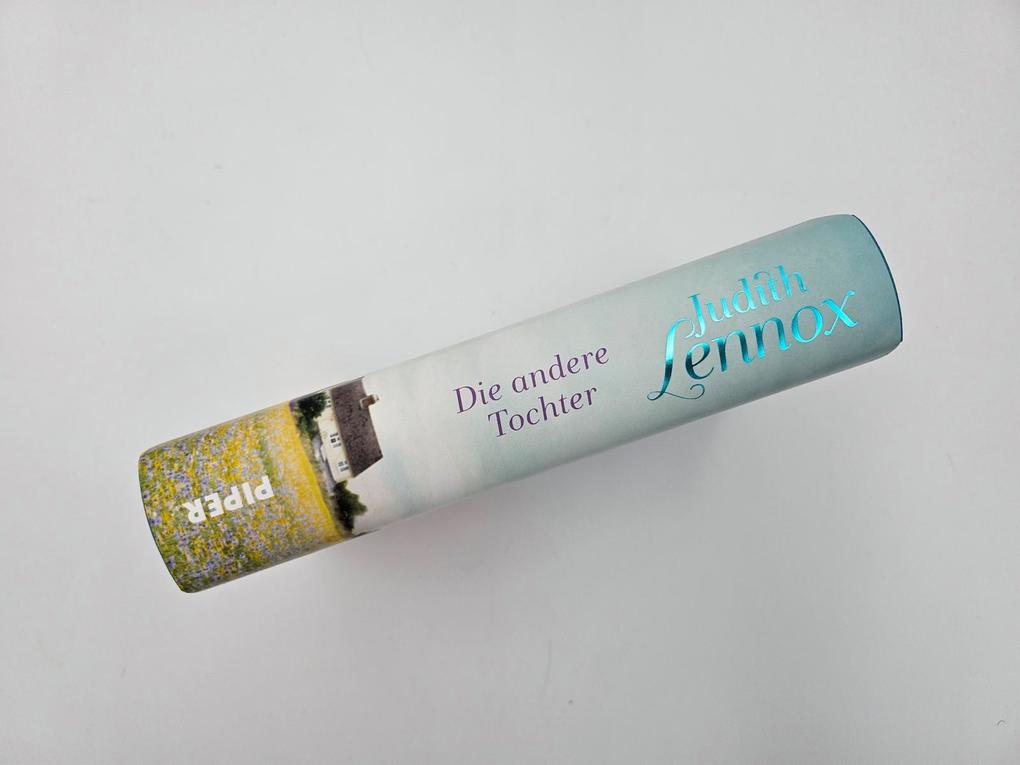 Judith
Lennox
Die andere
Tochter
PIPER